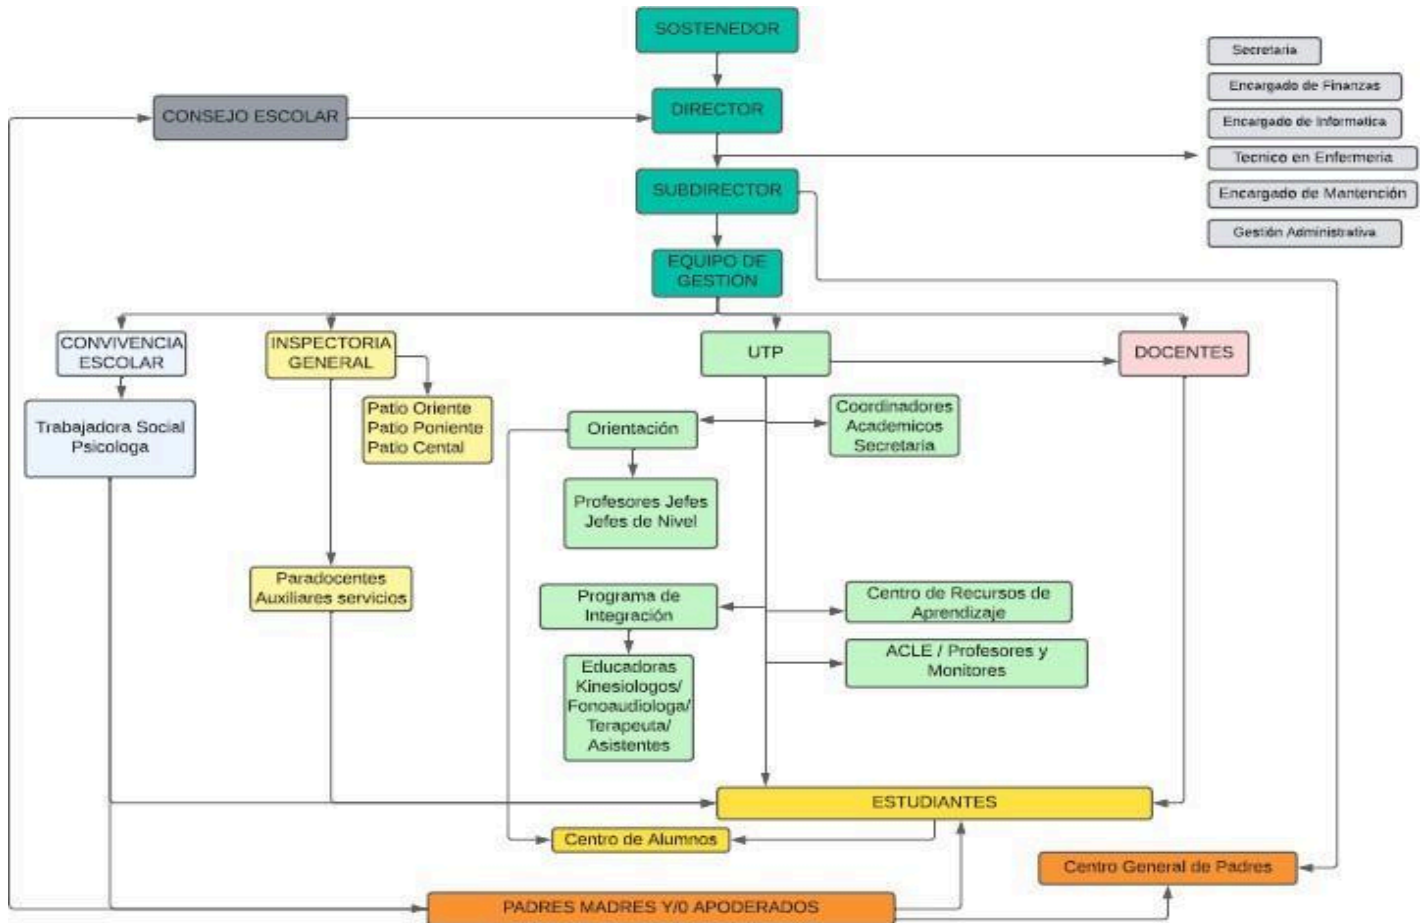 SOSTENEDOR
Secretaria
Encargado de Finanzas
CONSEJO ESCOLAR
DIRECTOR
Encargado de Informatica
Tecnico en Enfermeria
SUBDIRECTOR
Encargado de Mantención
Gestión Administrativa
EQUIPO DE
GESTION
CONVIVENCIA
ESCOLAR
INSPECTORIA
GENERAL
UTP
DOCENTES
Trabajadora Social
Psicologa
Patio Oriente
Patio Poniente
Patio Cental
Orientación
Coordinadores
Academicos
Secretaría
Profesores Jefes
Jefes de Nivel
Paradocentes
Auxiliares servicios
Programa de
Integración
Centro de Recursos de
Aprendizaje
ACLE / Profesores y
Monitores
Educadoras
Kinesiologos/
Fonoaudiologa/
Terapeuta/
Asistentes
ESTUDIANTES
Centro de Alumnos
Centro General de Padres
PADRES MADRES Y/0 APODERADOS